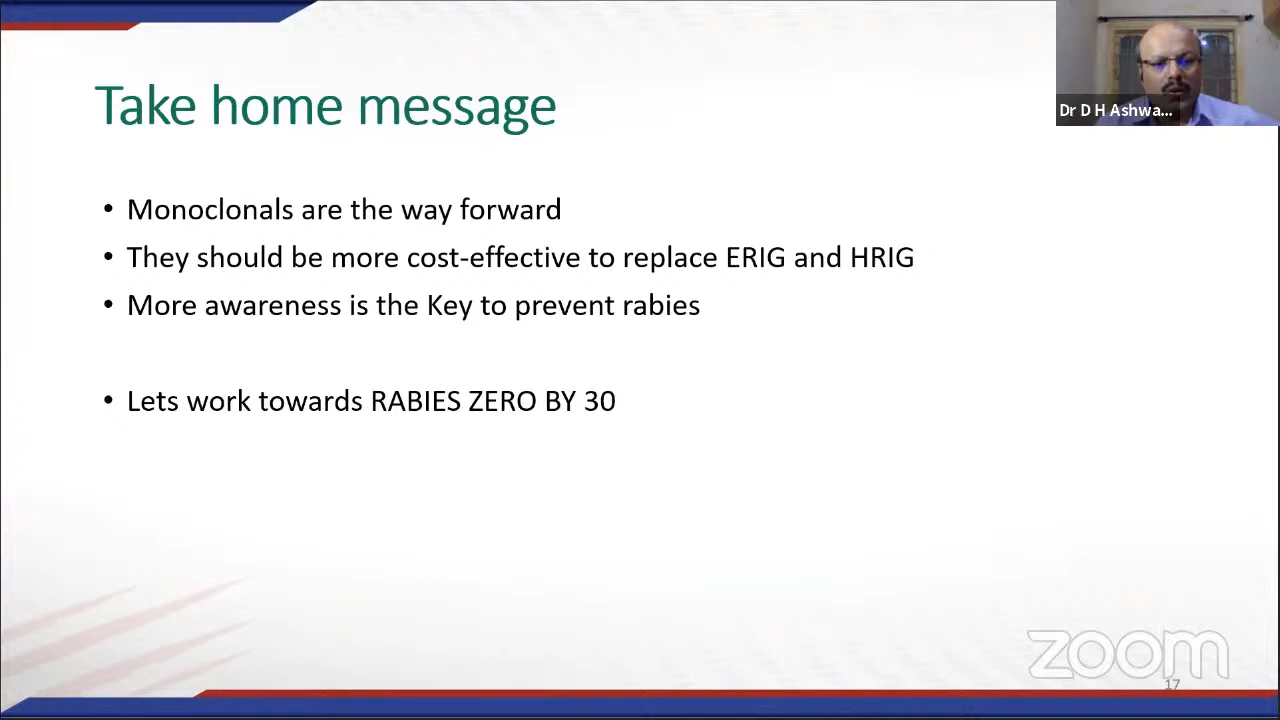 Take home message
Dr D H Ashwa...
• Monoclonals are the way forward
• They should be more cost-effective to replace ERIG and HRIG
• More awareness is the Key to prevent rabies
• Lets work towards RABIES ZERO BY 30
zoom
17